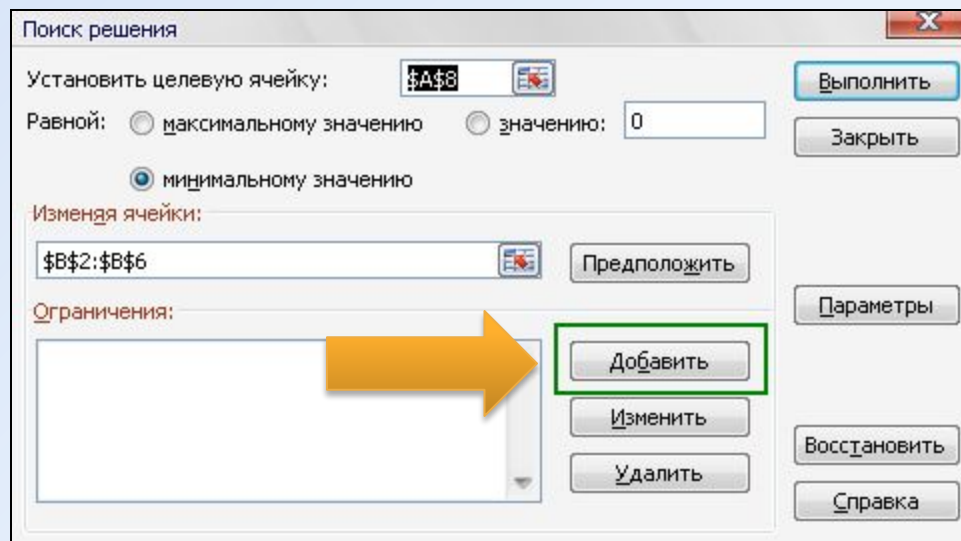 Поиск решения
Установить целевую ячейку: $A$8
Выполнить
Равной: максимальному значению значению: 0
Закрыть
минимальному значению
Изменяя ячейки:
$B$2:$B$6
Предположить
Ограничения:
Параметры
Добавить
Изменить
Восстановить
Удалить
Справка